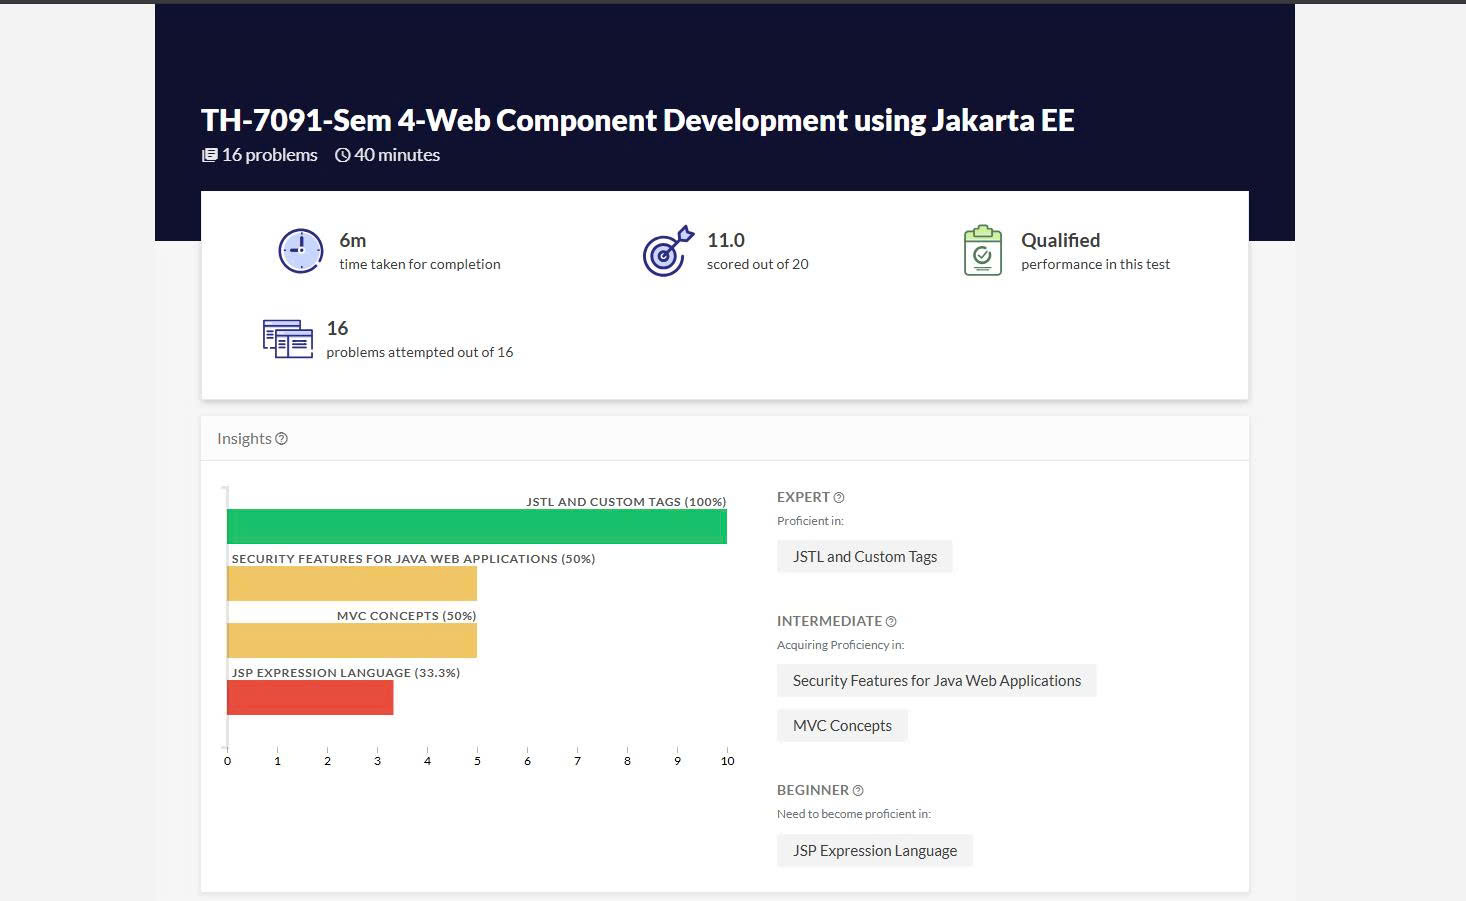 TH-7091-Sem 4-Web Component Development using Jakarta EE
16 problems 40 minutes
6m
time taken for completion
11.0
scored out of 20
Qualified
performance in this test
16
problems attempted out of 16
Insights
JSTL AND CUSTOM TAGS (100%)
SECURITY FEATURES FOR JAVA WEB APPLICATIONS (50%)
MVC CONCEPTS (50%)
JSP EXPRESSION LANGUAGE (33.3%)
0 1 2 3 4 5 6 7 8 9 10
EXPERT
Proficient in:
JSTL and Custom Tags
INTERMEDIATE
Acquiring Proficiency in:
Security Features for Java Web Applications
MVC Concepts
BEGINNER
Need to become proficient in:
JSP Expression Language